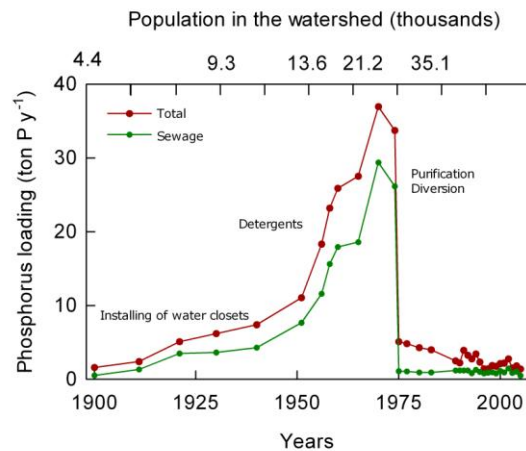 Population in the watershed (thousands)
4.4 9.3 13.6 21.2 35.1
40
30
20
10
0
Phosphorus loading (ton P y-1)
Total
Sewage
Purification
Diversion
Detergents
Installing of water closets
1900 1925 1950 1975 2000
Years